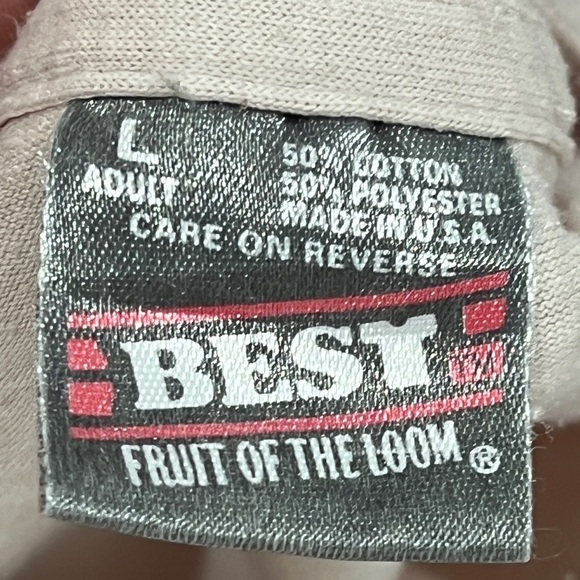 L
ADULT
50% COTTON
50% POLYESTER
MADE IN U.S.A.
CARE ON REVERSE
BEST
FRUIT OF THE LOOM ®